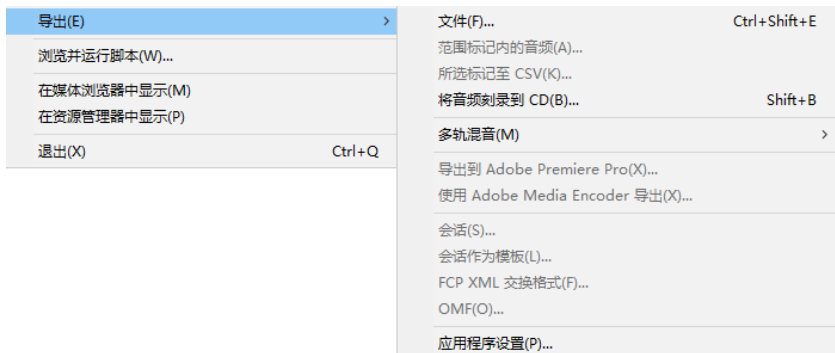 导出(E) >
浏览并运行脚本(W)...
在媒体浏览器中显示(M)
在资源管理器中显示(P)
退出(X) Ctrl+Q
文件(F)... Ctrl+Shift+E
范围标记内的音频(A)...
所选标记至 CSV(K)...
将音频刻录到 CD(B)... Shift+B
多轨混音(M) >
导出到 Adobe Premiere Pro(X)...
使用 Adobe Media Encoder 导出(X)...
会话(S)...
会话作为模板(L)...
FCP XML 交换格式(F)...
OMF(O)...
应用程序设置(P)...